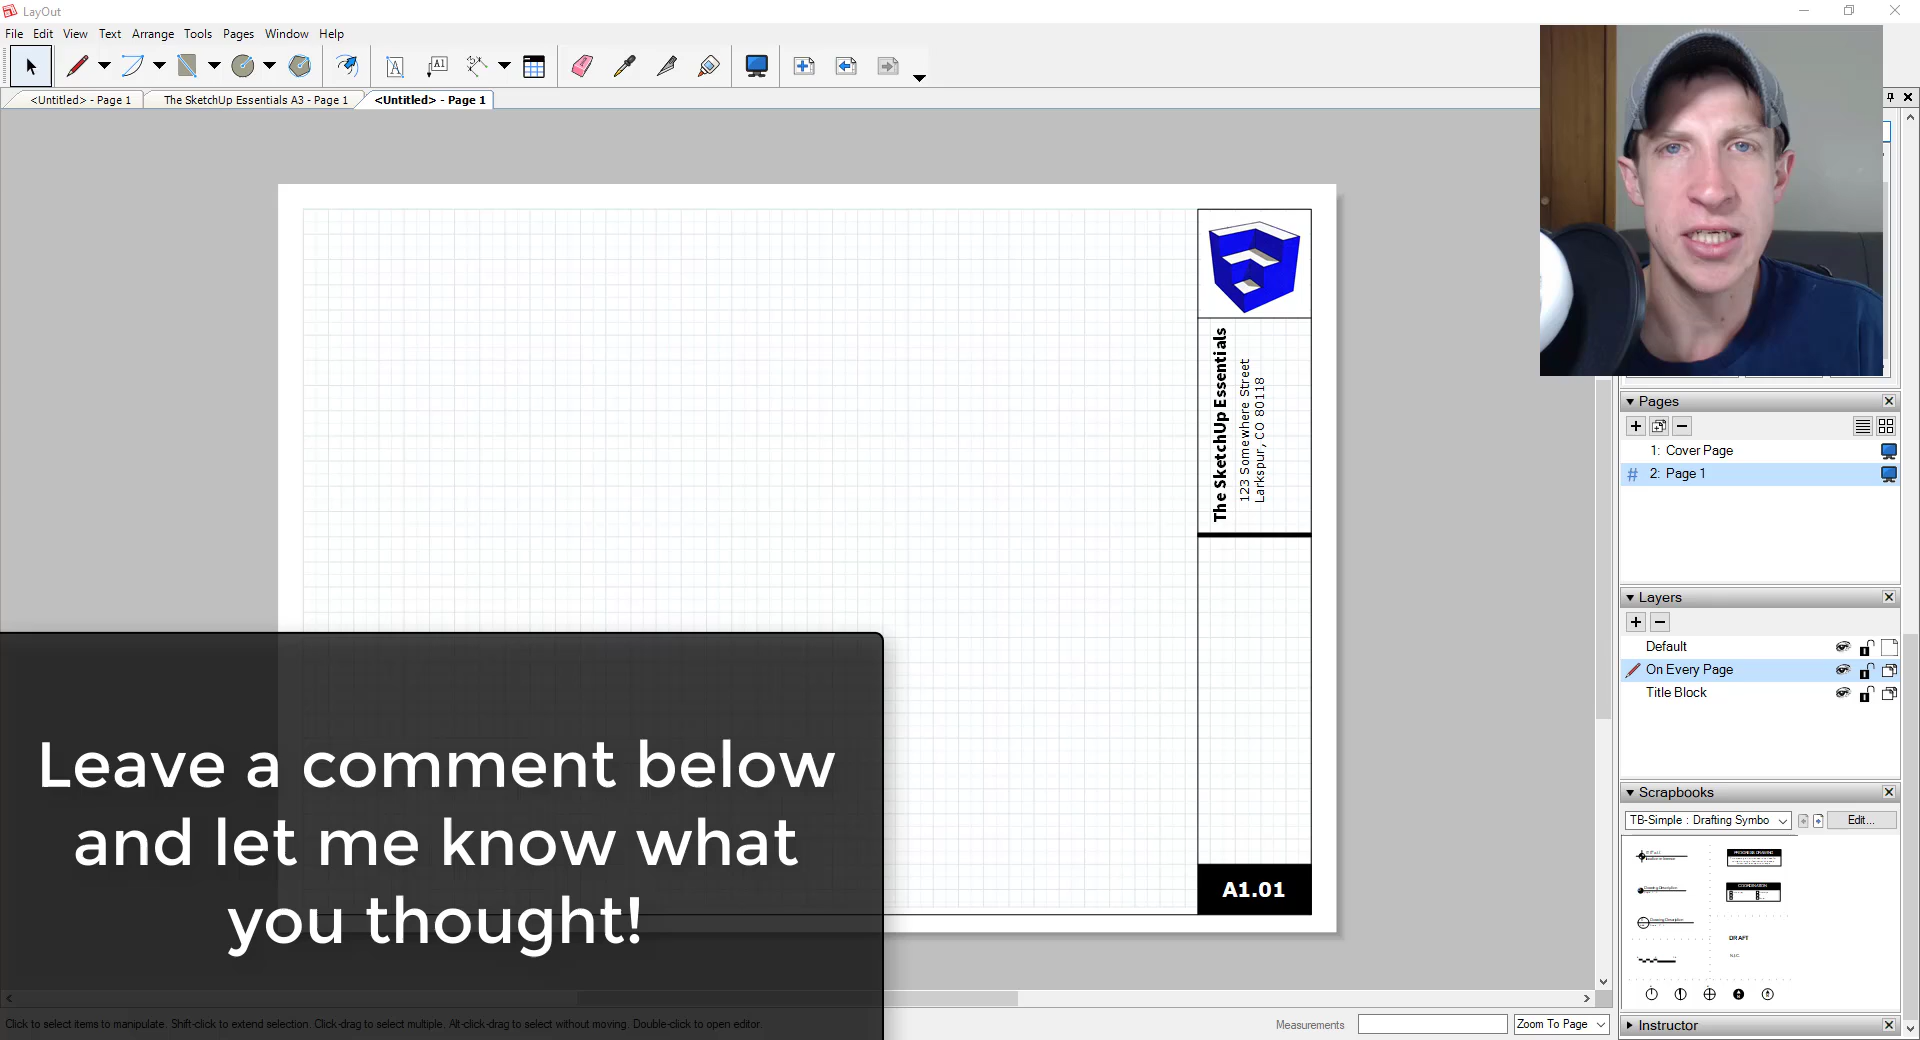 LayOut
File Edit View Text Arrange Tools Pages Window Help
A A1
<Untitled> - Page 1 The SketchUp Essentials A3 - Page 1 <Untitled> - Page 1
The SketchUp Essentials
123 Somewhere Street
Larkspur, CO 80118
A1.01
Leave a comment below
and let me know what
you thought!
Pages
1: Cover Page
# 2: Page 1
Layers
Default
On Every Page
Title Block
Scrapbooks
TB-Simple : Drafting Symbo Edit...
DRAFT
Instructor
Click to select items to manipulate. Shift-click to extend selection. Click-drag to select multiple. Alt-click-drag to select without moving. Double-click to open editor.
Measurements Zoom To Page